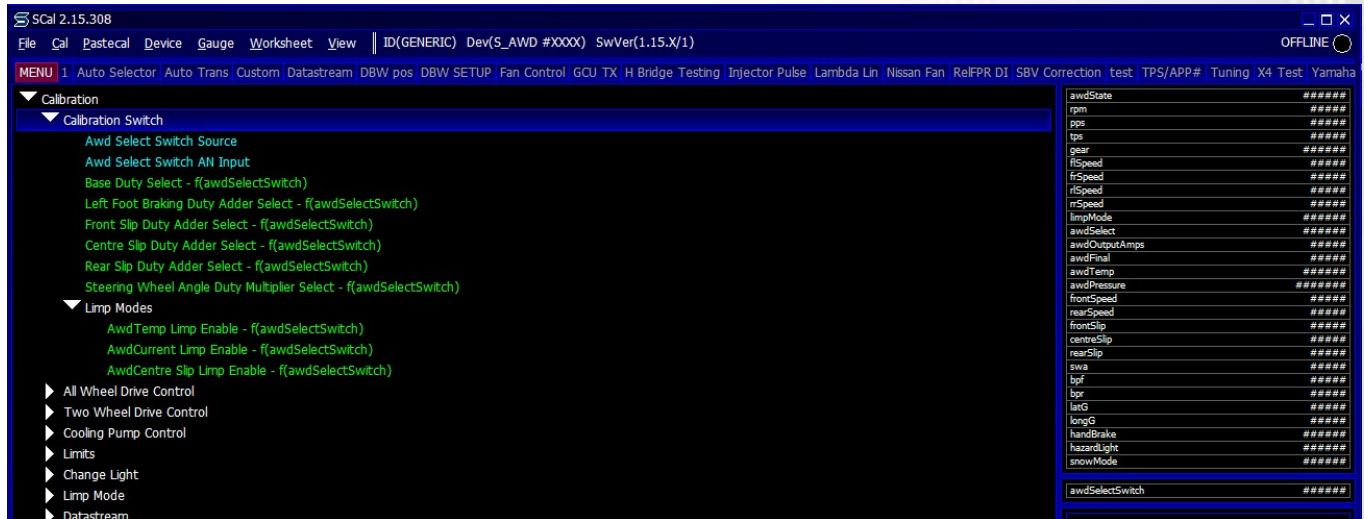 SCal 2.15.308
File Cal Pastecal Device Gauge Worksheet View ID(GENERIC) Dev(S_AWD #XXXX) SwVer(1.15.X/1) OFFLINE
MENU 1 Auto Selector Auto Trans Custom Datastream DBW pos DBW SETUP Fan Control GCU TX H Bridge Testing Injector Pulse Lambda Lin Nissan Fan RelFPR DI SBV Correction test TPS/APP# Tuning X4 Test Yamaha
Calibration
Calibration Switch
Awd Select Switch Source
Awd Select Switch AN Input
Base Duty Select - f(awdSelectSwitch)
Left Foot Braking Duty Adder Select - f(awdSelectSwitch)
Front Slip Duty Adder Select - f(awdSelectSwitch)
Centre Slip Duty Adder Select - f(awdSelectSwitch)
Rear Slip Duty Adder Select - f(awdSelectSwitch)
Steering Wheel Angle Duty Multiplier Select - f(awdSelectSwitch)
Limp Modes
AwdTemp Limp Enable - f(awdSelectSwitch)
AwdCurrent Limp Enable - f(awdSelectSwitch)
AwdCentre Slip Limp Enable - f(awdSelectSwitch)
All Wheel Drive Control
Two Wheel Drive Control
Cooling Pump Control
Limits
Change Light
Limp Mode
Datastream
awdState ######
rpm #####
pps #####
tps #####
gear ######
flSpeed #####
frSpeed #####
rlSpeed #####
rrSpeed #####
limpMode ######
awdSelect ######
awdOutputAmps #####
awdFinal #####
awdTemp ######
awdPressure #######
frontSpeed #####
rearSpeed #####
frontSlip #####
centreSlip #####
rearSlip #####
swa ######
bpf #####
bpr #####
latG #####
longG #####
handBrake ######
hazardLight ######
snowMode ######
awdSelectSwitch ######